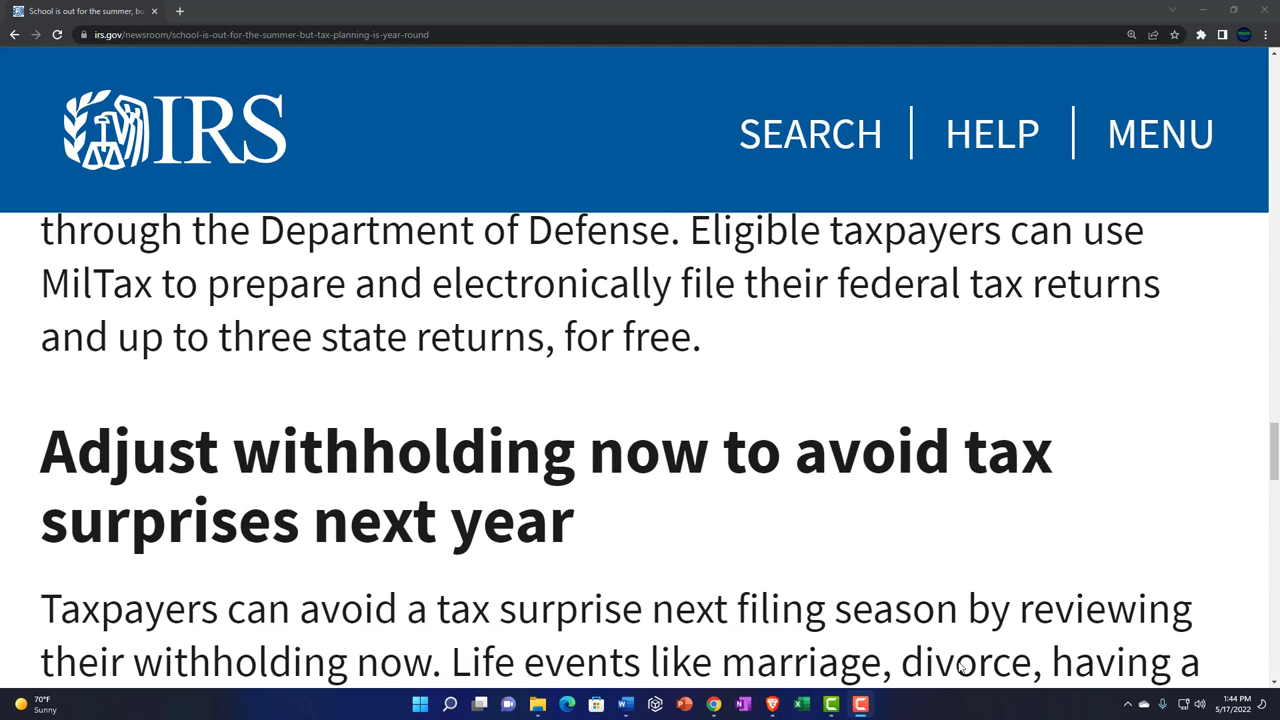 School is out for the summer, bu
irs.gov/newsroom/school-is-out-for-the-summer-but-tax-planning-is-year-round
IRS
SEARCH
HELP
MENU
through the Department of Defense. Eligible taxpayers can use
MilTax to prepare and electronically file their federal tax returns
and up to three state returns, for free.
Adjust withholding now to avoid tax
surprises next year
Taxpayers can avoid a tax surprise next filing season by reviewing
their withholding now. Life events like marriage, divorce, having a
70°F
Sunny
1:44 PM
5/17/2022